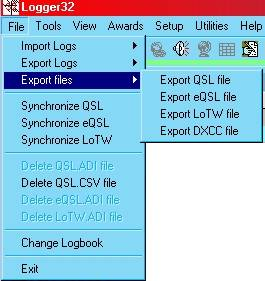 Logger32
File Tools View Awards Setup Utilities Help
Import Logs
Export Logs
Export files
Export QSL file
Export eQSL file
Export LoTW file
Export DXCC file
Synchronize QSL
Synchronize eQSL
Synchronize LoTW
Delete QSL.ADI file
Delete QSL.CSV file
Delete eQSL.ADI file
Delete LoTW.ADI file
Change Logbook
Exit